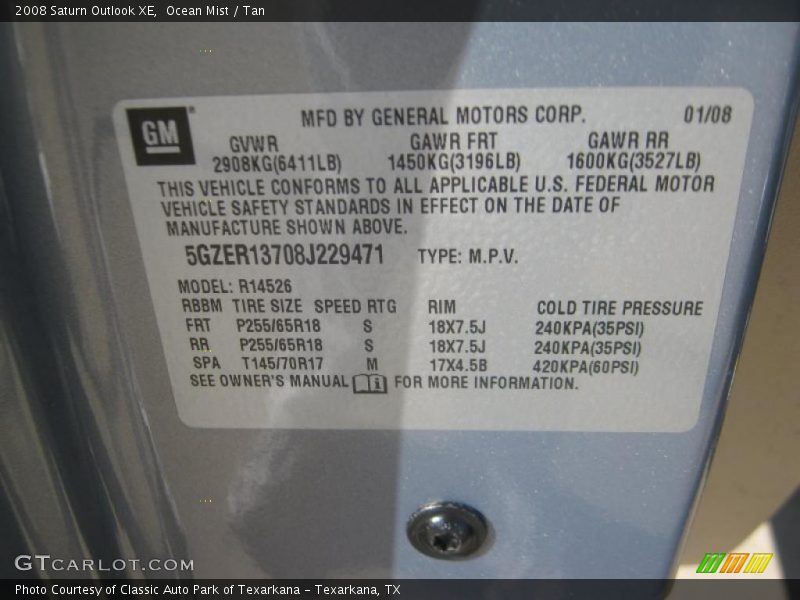 2008 Saturn Outlook XE, Ocean Mist / Tan
GM
MFD BY GENERAL MOTORS CORP. 01/08
GVWR GAWR FRT GAWR RR
2908KG(6411LB) 1450KG(3196LB) 1600KG(3527LB)
THIS VEHICLE CONFORMS TO ALL APPLICABLE U.S. FEDERAL MOTOR
VEHICLE SAFETY STANDARDS IN EFFECT ON THE DATE OF
MANUFACTURE SHOWN ABOVE.
5GZER13708J229471 TYPE: M.P.V.
MODEL: R14526
RBBM TIRE SIZE SPEED RTG RIM COLD TIRE PRESSURE
FRT P255/65R18 S 18X7.5J 240KPA(35PSI)
RR P255/65R18 S 18X7.5J 240KPA(35PSI)
SPA T145/70R17 M 17X4.5B 420KPA(60PSI)
SEE OWNER'S MANUAL FOR MORE INFORMATION.
GTCARLOT.COM
Photo Courtesy of Classic Auto Park of Texarkana - Texarkana, TX